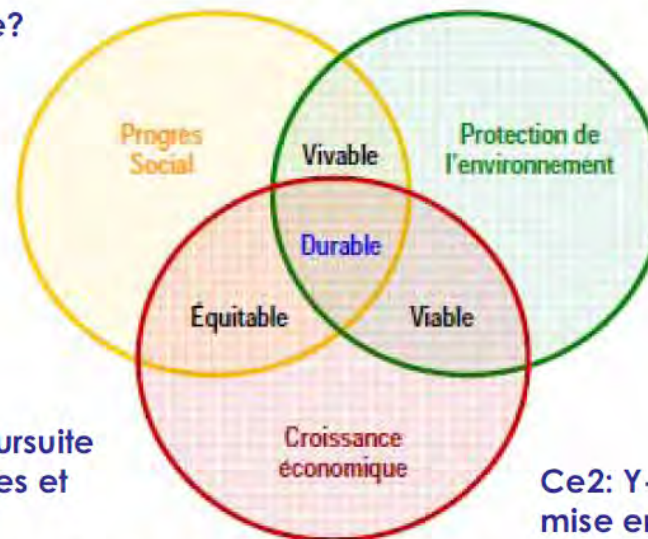 e?
Progrès
Social
Vivable
Protection de
l'environnement
Durable
Équitable
Viable
Croissance
économique
ursuite
es et
Ce2: Y-
mise en